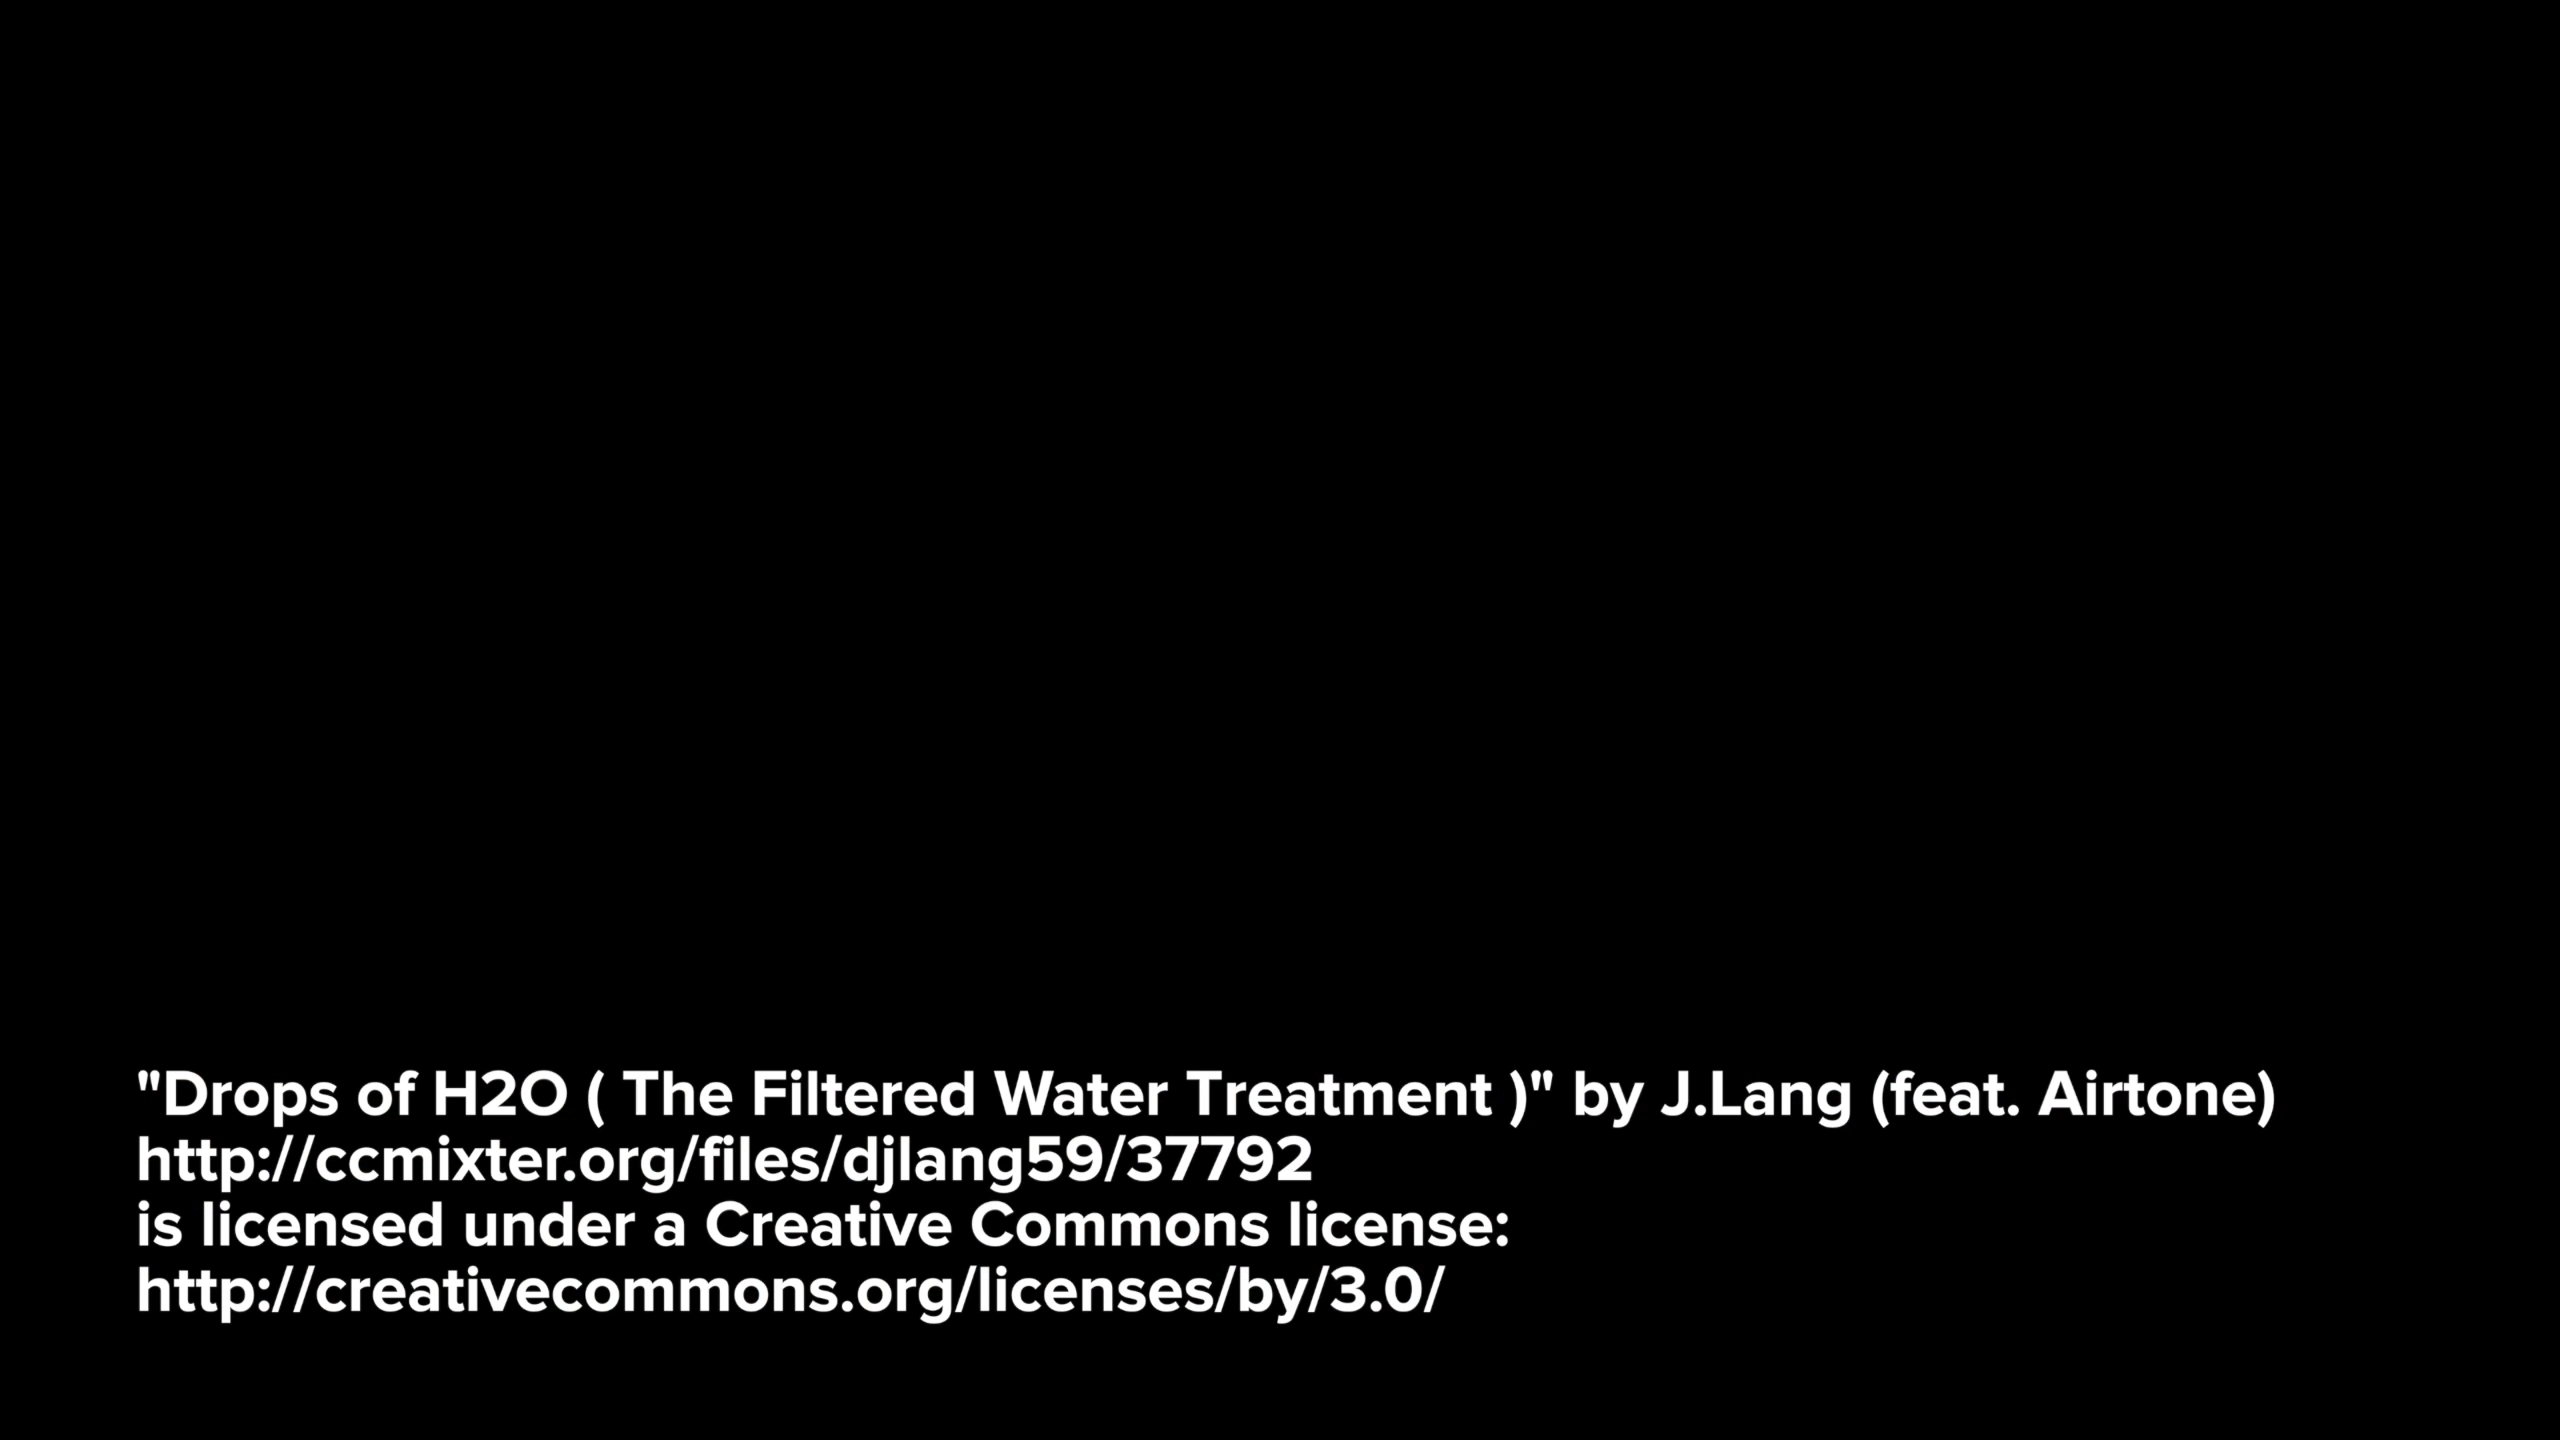 "Drops of H2O ( The Filtered Water Treatment )" by J.Lang (feat. Airtone)
http://ccmixter.org/files/djlang59/37792
is licensed under a Creative Commons license:
http://creativecommons.org/licenses/by/3.0/